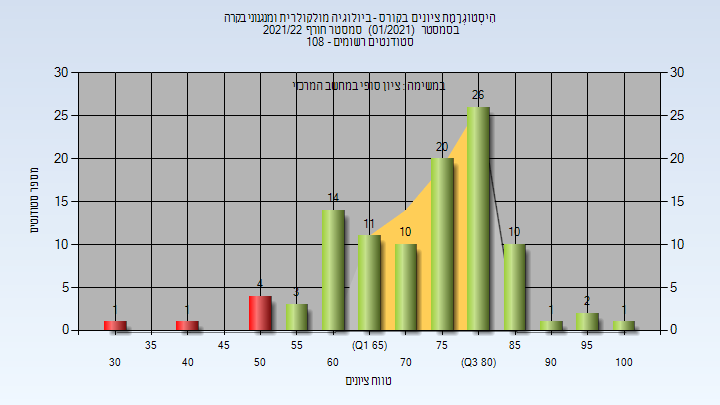 היסטוגרמת ציונים בקורס - ביולוגיה מולקולרית ומנגנוני בקרה
בסמסטר (01/2021) סמסטר חורף 2021/22
סטודנטים רשומים - 108
במשימה : ציון סופי במחשב המרכזי
מספר סטודנטים
30 25 20 15 10 5 0
30 25 20 15 10 5 0
1 1 4 3 14 11 10 20 26 10 1 2 1
35 45 55 (Q1 65) 75 85 95
30 40 50 60 70 (Q3 80) 90 100
טווח ציונים